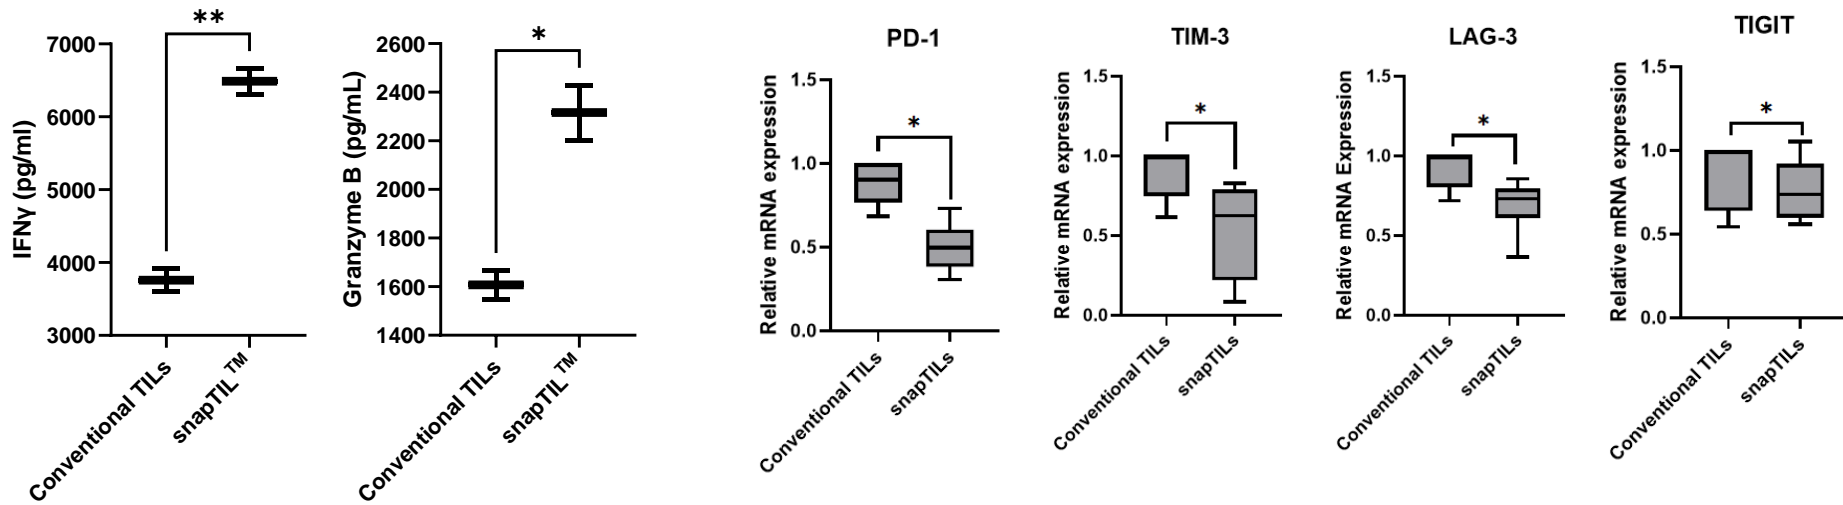 **
7000
6000
5000
4000
3000
IFNγ (pg/ml)
Conventional TILs
snapTIL™
*
2600
2400
2200
2000
1800
1600
1400
Granzyme B (pg/mL)
Conventional TILs
snapTIL™
PD-1
*
1.5
1.0
0.5
0.0
Relative mRNA expression
Conventional TILs
snapTILs
TIM-3
*
1.5
1.0
0.5
0.0
Relative mRNA expression
Conventional TILs
snapTILs
LAG-3
*
1.5
1.0
0.5
0.0
Relative mRNA Expression
Conventional TILs
snapTILs
TIGIT
*
1.5
1.0
0.5
0.0
Relative mRNA expression
Conventional TILs
snapTILs